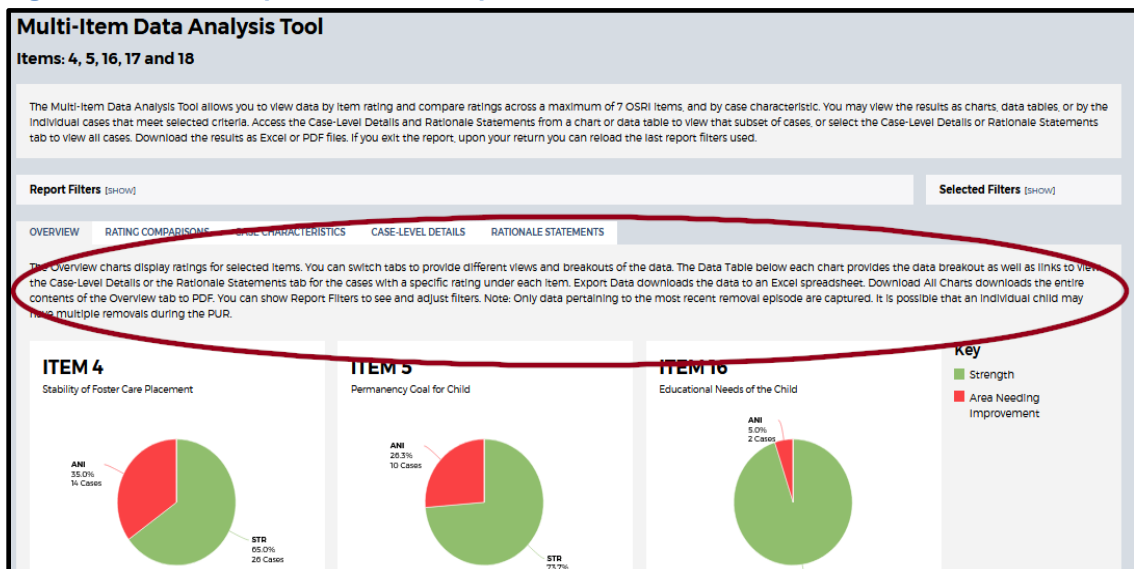 Multi-Item Data Analysis Tool
Items: 4, 5, 16, 17 and 18
The Multi-Item Data Analysis Tool allows you to view data by item rating and compare ratings across a maximum of 7 OSRI items, and by case characteristic. You may view the results as charts, data tables, or by the
individual cases that meet selected criteria. Access the Case-Level Details and Rationale Statements from a chart or data table to view that subset of cases, or select the Case-Level Details or Rationale Statements
tab to view all cases. Download the results as Excel or PDF files. If you exit the report, upon your return you can reload the last report filters used.
Report Filters [SHOW]
Selected Filters [SHOW]
OVERVIEW RATING COMPARISONS CASE CHARACTERISTICS CASE-LEVEL DETAILS RATIONALE STATEMENTS
The Overview charts display ratings for selected items. You can switch tabs to provide different views and breakouts of the data. The Data Table below each chart provides the data breakout as well as links to view
the Case-Level Details or the Rationale Statements tab for the cases with a specific rating under each item. Export Data downloads the data to an Excel spreadsheet. Download All Charts downloads the entire
contents of the Overview tab to PDF. You can show Report Filters to see and adjust filters. Note: Only data pertaining to the most recent removal episode are captured. It is possible that an individual child may
have multiple removals during the PUR.
ITEM 4
Stability of Foster Care Placement
ANI
35.0%
14 Cases
STR
65.0%
26 Cases
ITEM 5
Permanency Goal for Child
ANI
26.3%
10 Cases
STR
73.7%
ITEM 16
Educational Needs of the Child
ANI
5.0%
2 Cases
Key
Strength
Area Needing
Improvement